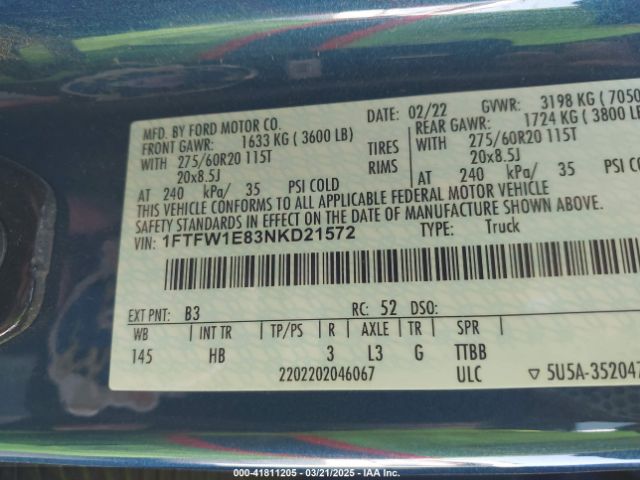 MFD. BY FORD MOTOR CO. 02/22 GVWR: 3198 KG ( 7050
FRONT GAWR: 1633 KG ( 3600 LB) TIRES REAR GAWR: 1724 KG ( 3800 LB
WITH 275/60R20 115T WITH 275/60R20 115T
20x8.5J RIMS 20x8.5J
AT 240 kPa/ 35 PSI COLD AT 240 kPa/ 35
THIS VEHICLE CONFORMS TO ALL APPLICABLE FEDERAL MOTOR VEHICLE
SAFETY STANDARDS IN EFFECT ON THE DATE OF MANUFACTURE SHOWN ABOVE.
VIN: 1FTFW1E83NKD21572 TYPE: Truck
EXT PNT: B3 RC: 52 DSO:
WB INT TR TP/PS R AXLE TR SPR
145 HB 3 L3 G TTBB
2202202046067 ULC ▽ 5U5A-352047
000-41811205 - 03/21/2025 - IAA Inc.